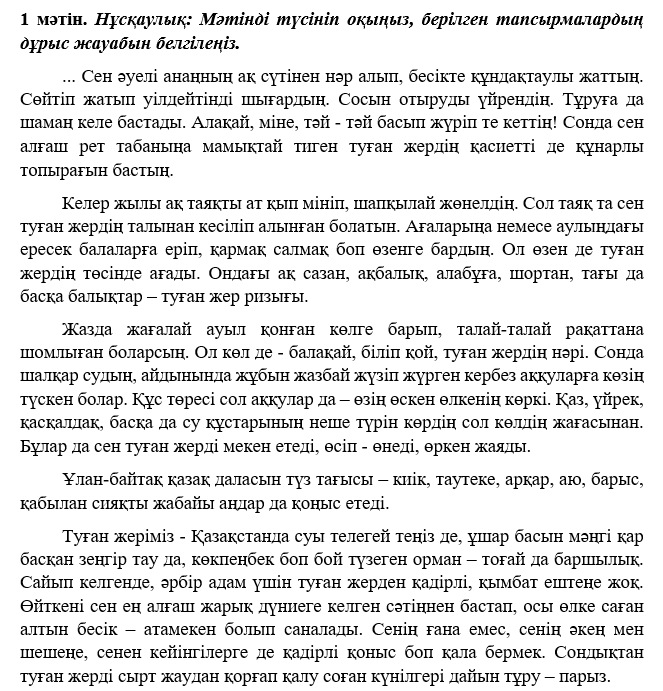 1 мәтін. Нұсқаулық: Мәтінді түсініп оқыңыз, берілген тапсырмалардың
дұрыс жауабын белгілеңіз.
... Сен әуелі анаңның ақ сүтінен нәр алып, бесікте құндақтаулы жаттың.
Сөйтіп жатып уілдейтінді шығардың. Сосын отыруды үйрендің. Тұруға да
шамаң келе бастады. Алақай, міне, тәй - тәй басып жүріп те кеттің! Сонда сен
алғаш рет табаныңа мамықтай тиген туған жердің қасиетті де құнарлы
топырағын бастың.
Келер жылы ақ таяқты ат қып мініп, шапқылай жөнелдің. Сол таяқ та сен
туған жердің талынан кесіліп алынған болатын. Ағаларыңа немесе аулыңдағы
ересек балаларға еріп, қармақ салмақ боп өзенге бардың. Ол өзен де туған
жердің төсінде ағады. Ондағы ақ сазан, ақбалық, алабұға, шортан, тағы да
басқа балықтар – туған жер ризығы.
Жазда жағалай ауыл қонған көлге барып, талай-талай рақаттана
шомлыған боларсың. Ол көл де - балақай, біліп қой, туған жердің нәрі. Сонда
шалқар судың, айдынында жұбын жазбай жүзіп жүрген кербез аққуларға көзің
түскен болар. Құс төресі сол аққулар да – өзің өскен өлкенің көркі. Қаз, үйрек,
қасқалдақ, басқа да су құстарының неше түрін көрдің сол көлдің жағасынан.
Бұлар да сен туған жерді мекен етеді, өсіп - өнеді, өркен жаяды.
Ұлан-байтақ қазақ даласын түз тағысы – киік, таутеке, арқар, аю, барыс,
қабылан сияқты жабайы аңдар да қоңыс етеді.
Туған жеріміз - Қазақстанда суы телегей теңіз де, ұшар басын мәңгі қар
басқан зеңгір тау да, көкпеңбек боп бой түзеген орман – тоғай да баршылық.
Сайып келгенде, әрбір адам үшін туған жерден қадірлі, қымбат ештеңе жоқ.
Өйткені сен ең алғаш жарық дүниеге келген сәтіңнен бастап, осы өлке саған
алтын бесік – атамекен болып саналады. Сенің ғана емес, сенің әкең мен
шешеңе, сенен кейінгілерге де қадірлі қоныс боп қала бермек. Сондықтан
туған жерді сырт жаудан қорғап қалу соған күнілгері дайын тұру – парыз.